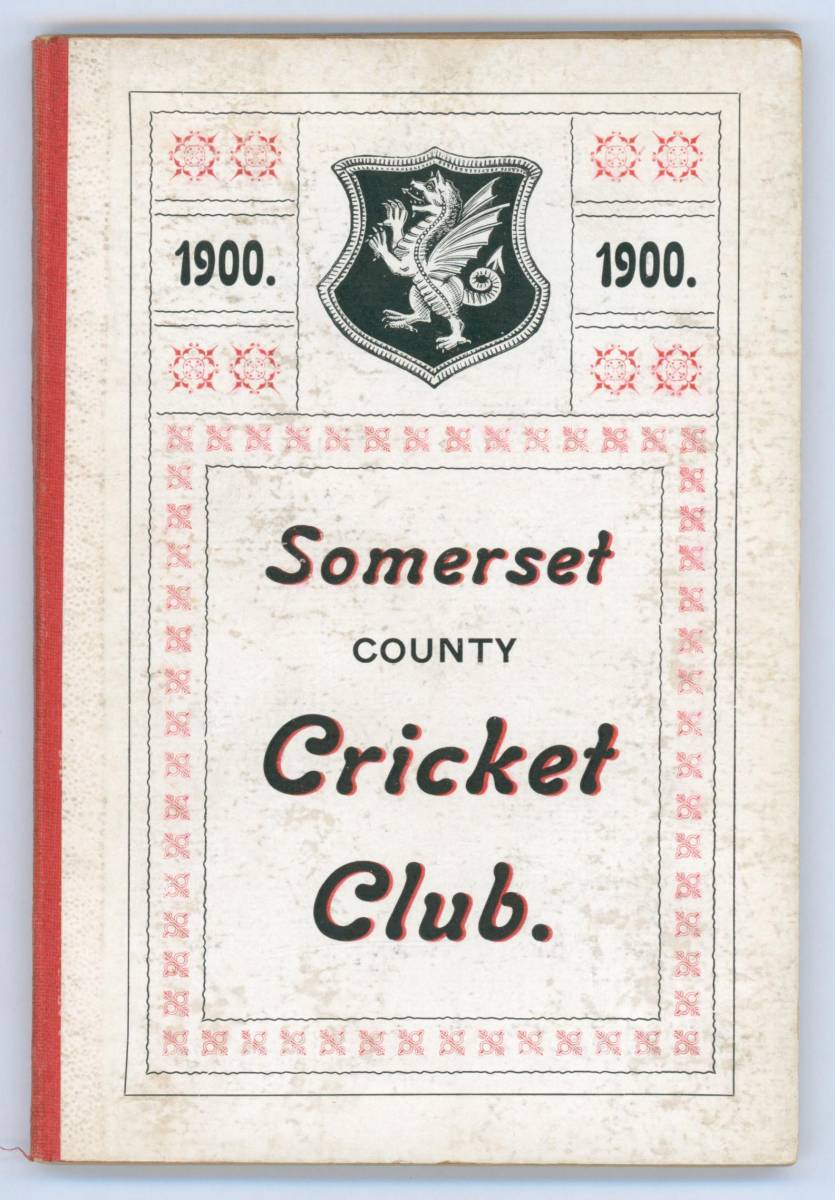 1900.
1900.
Somerset
COUNTY
Cricket
Club.